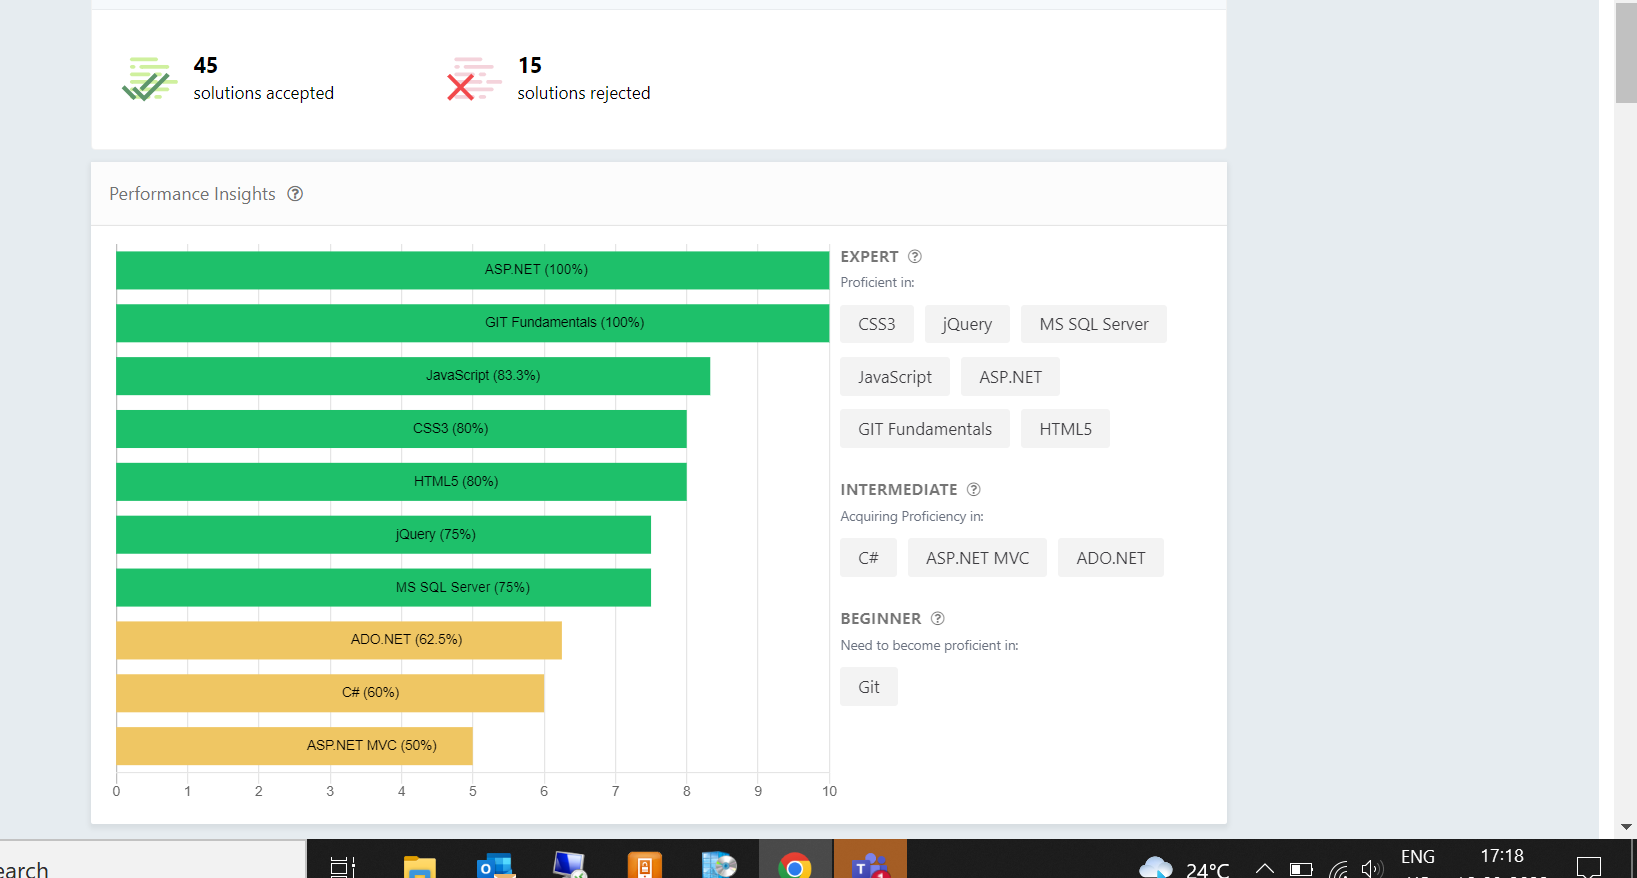 45
solutions accepted
15
solutions rejected
Performance Insights
ASP.NET (100%)
GIT Fundamentals (100%)
JavaScript (83.3%)
CSS3 (80%)
HTML5 (80%)
jQuery (75%)
MS SQL Server (75%)
ADO.NET (62.5%)
C# (60%)
ASP.NET MVC (50%)
0 1 2 3 4 5 6 7 8 9 10
EXPERT
Proficient in:
CSS3 jQuery MS SQL Server
JavaScript ASP.NET
GIT Fundamentals HTML5
INTERMEDIATE
Acquiring Proficiency in:
C# ASP.NET MVC ADO.NET
BEGINNER
Need to become proficient in:
Git
earch
24°C
ENG
17:18